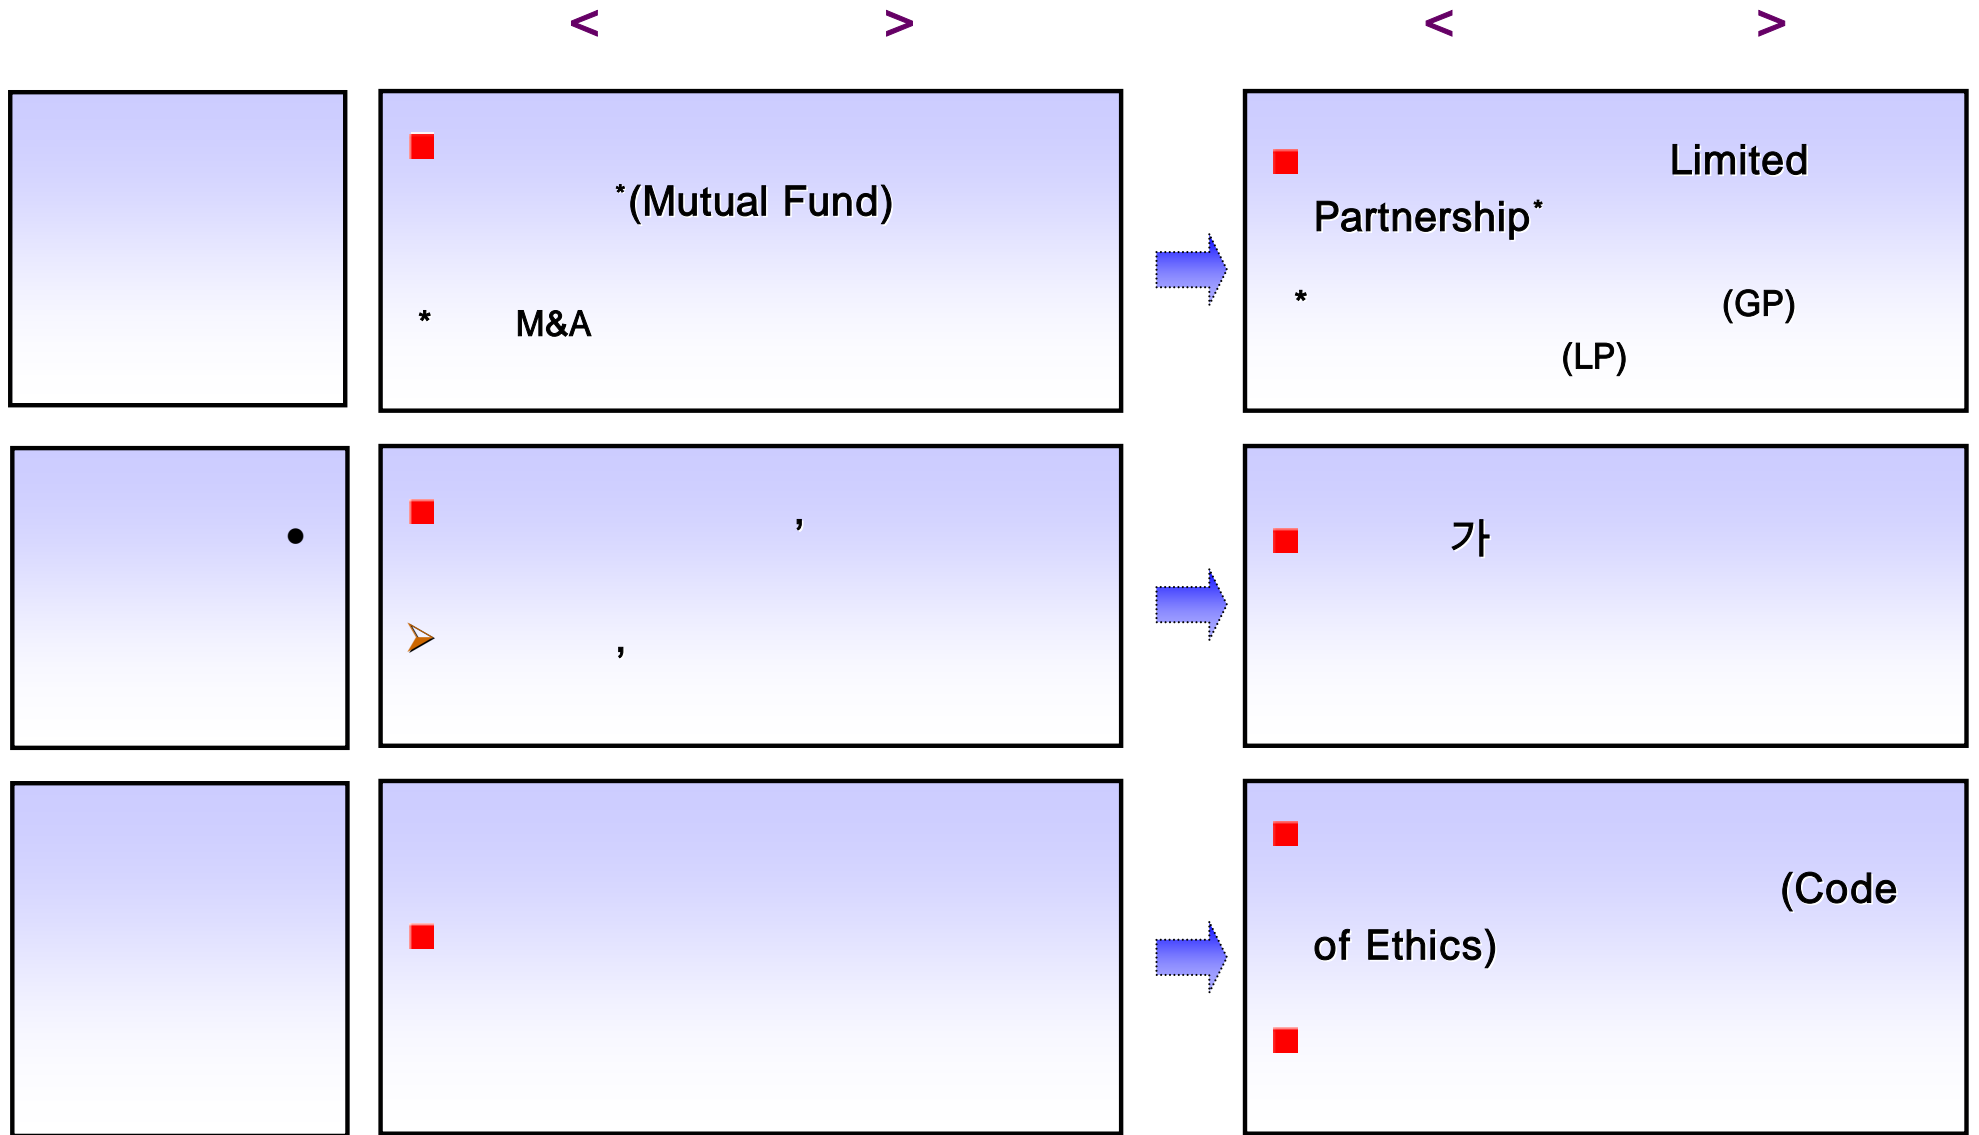 < > < >
*(Mutual Fund)
* M&A
Limited
Partnership*
* (GP)
(LP)
•
,
,
가
(Code
of Ethics)